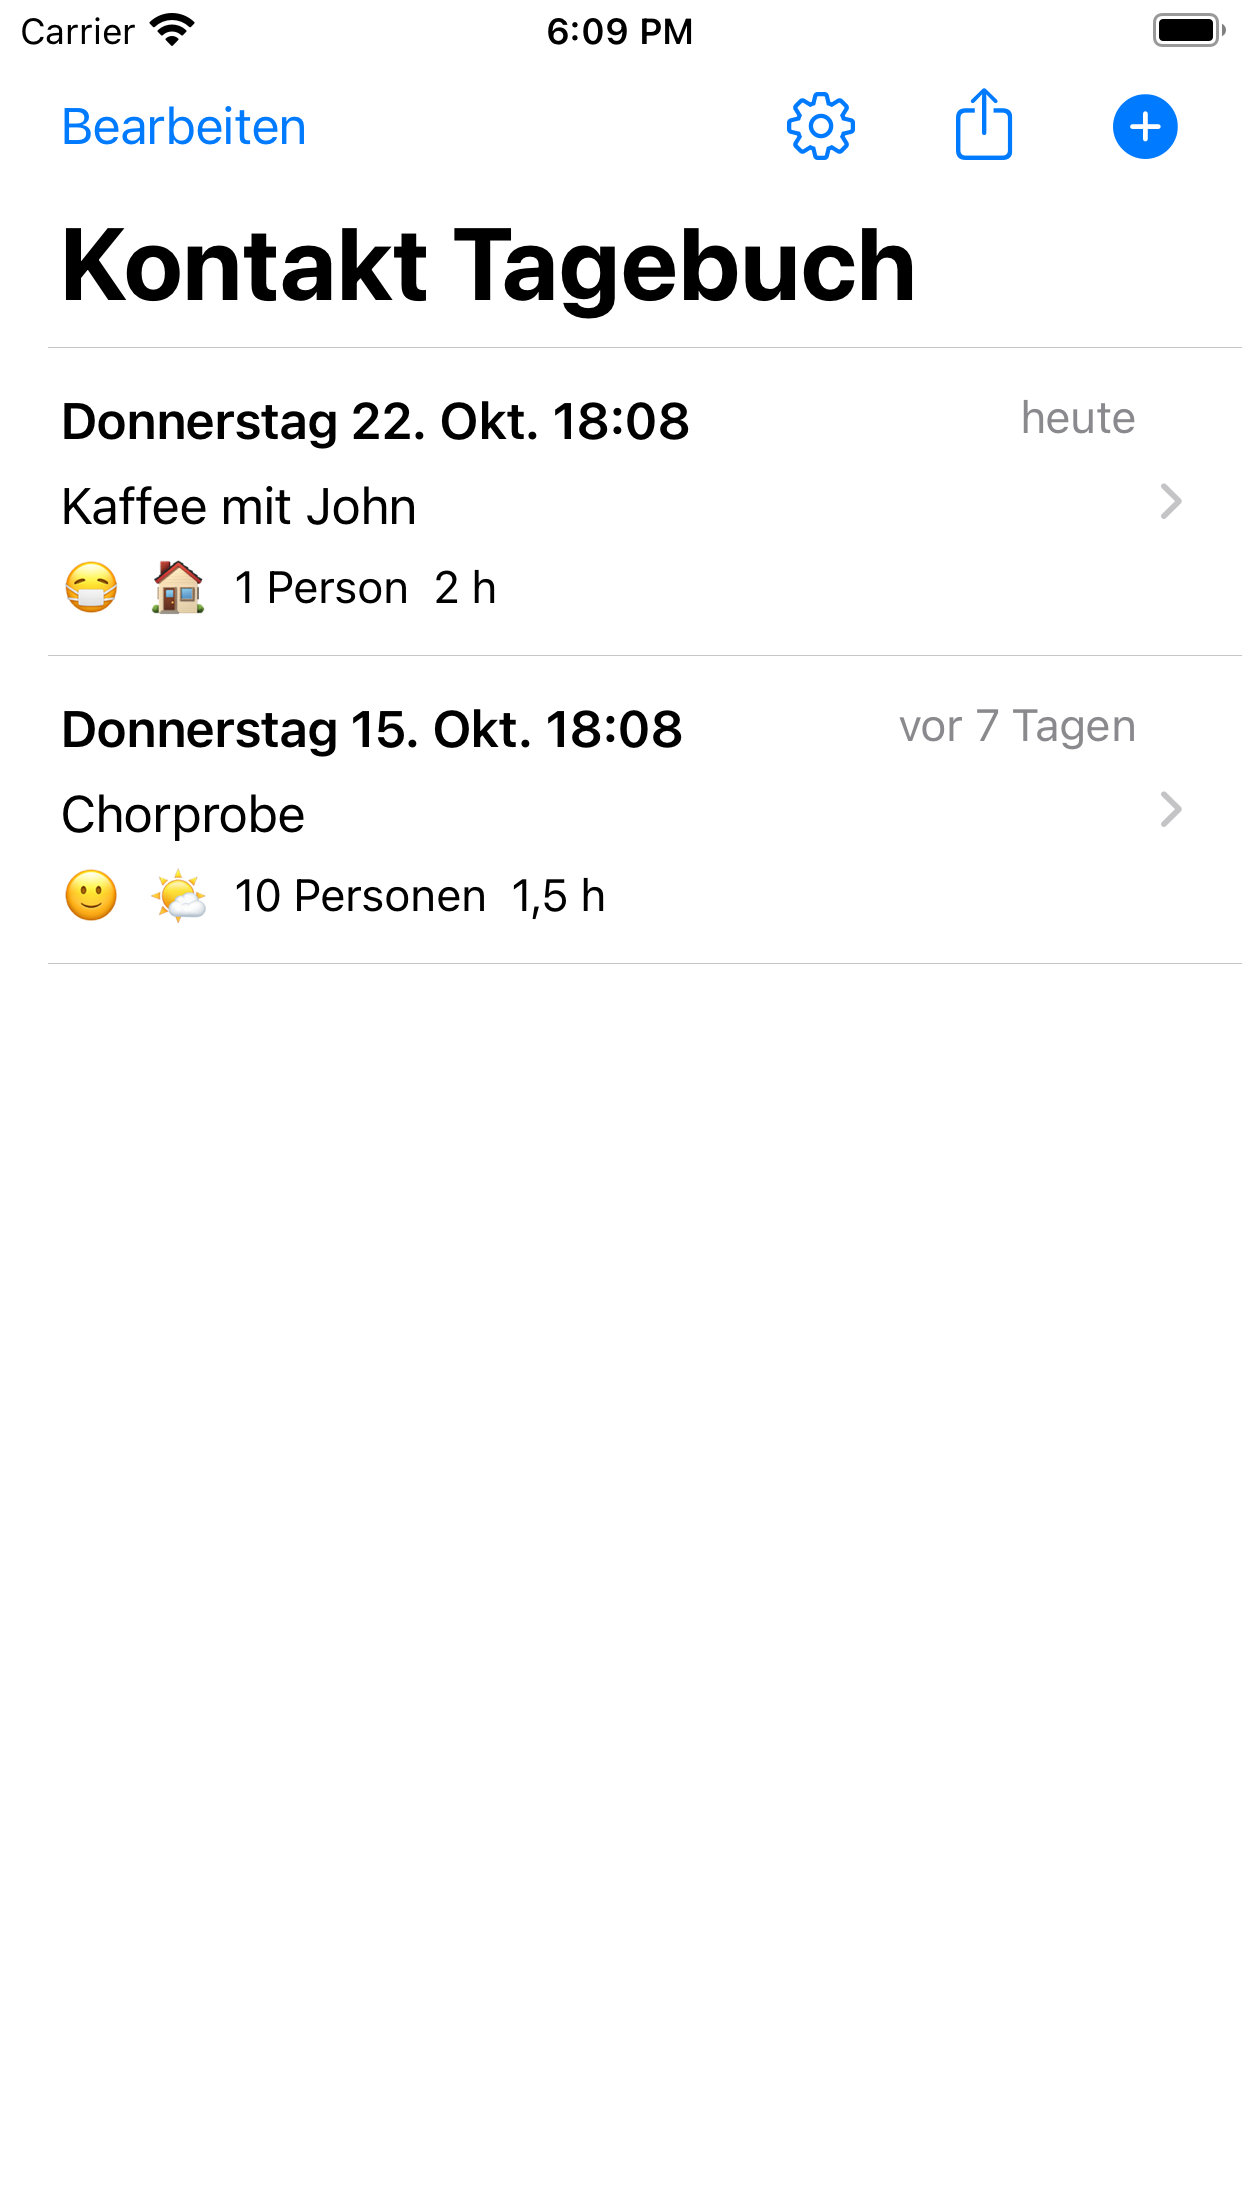 Carrier 6:09 PM
Bearbeiten
Kontakt Tagebuch
Donnerstag 22. Okt. 18:08 heute
Kaffee mit John
😷 🏠 1 Person 2 h
Donnerstag 15. Okt. 18:08 vor 7 Tagen
Chorprobe
🙂 🌤 10 Personen 1,5 h